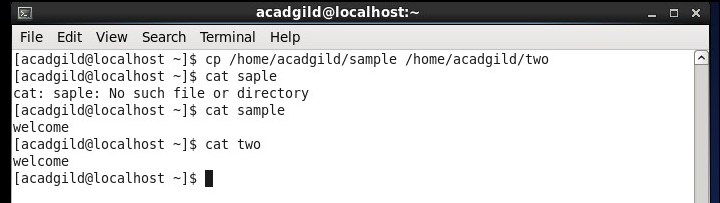 acadgild@localhost:~
File Edit View Search Terminal Help
[acadgild@localhost ~]$ cp /home/acadgild/sample /home/acadgild/two
[acadgild@localhost ~]$ cat saple
cat: saple: No such file or directory
[acadgild@localhost ~]$ cat sample
welcome
[acadgild@localhost ~]$ cat two
welcome
[acadgild@localhost ~]$